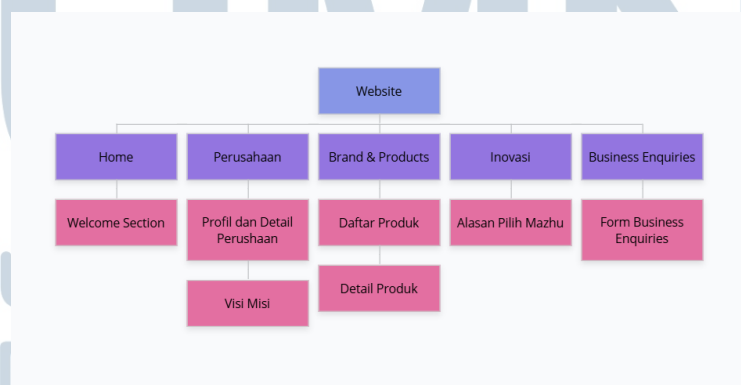 Website
Home
Perusahaan
Brand & Products
Inovasi
Business Enquiries
Welcome Section
Profil dan Detail
Perushaan
Daftar Produk
Alasan Pilih Mazhu
Form Business
Enquiries
Visi Misi
Detail Produk